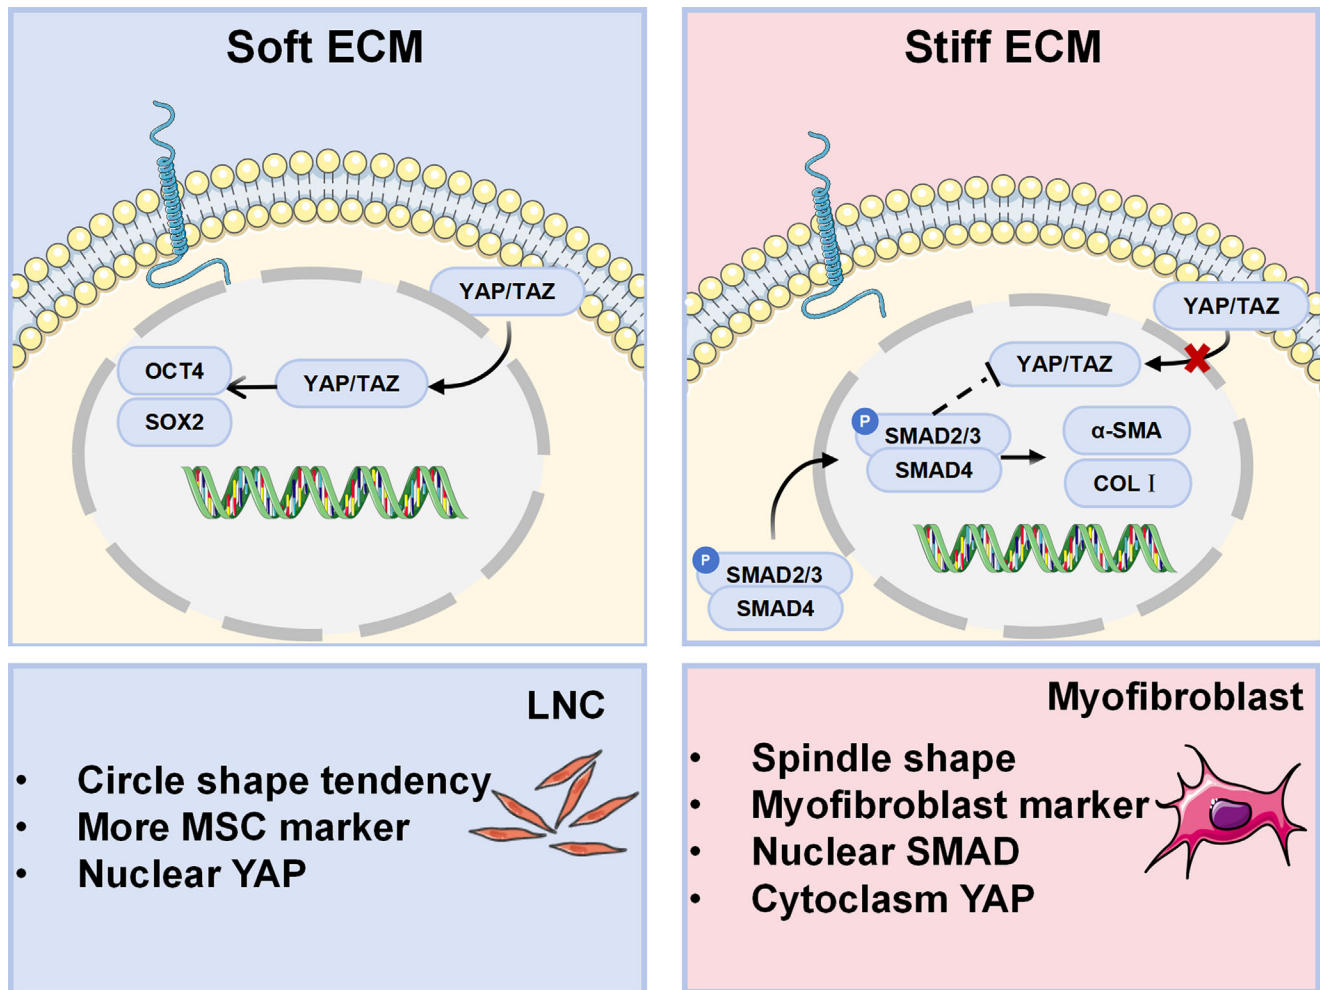 Soft ECM
YAP/TAZ
OCT4
YAP/TAZ
SOX2
Stiff ECM
YAP/TAZ
YAP/TAZ
P
SMAD2/3
SMAD4
α-SMA
COL I
P
SMAD2/3
SMAD4
LNC
• Circle shape tendency
• More MSC marker
• Nuclear YAP
Myofibroblast
• Spindle shape
• Myofibroblast marker
• Nuclear SMAD
• Cytoclasm YAP